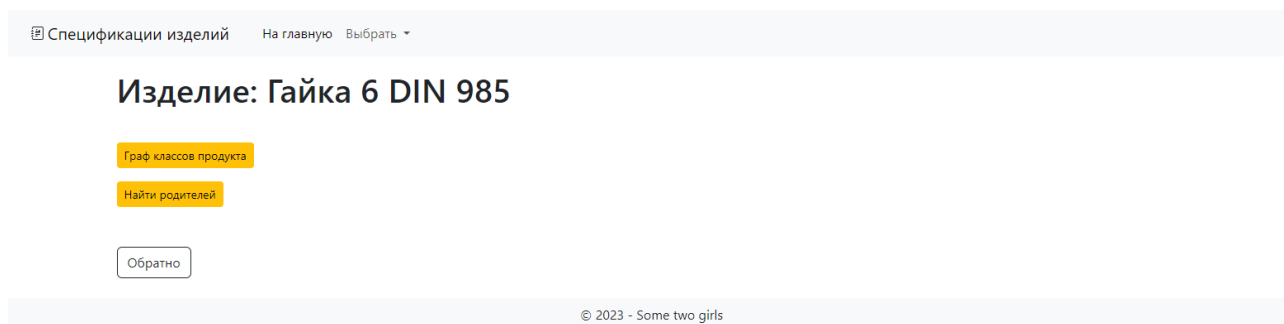 Спецификации изделий На главную Выбрать
Изделие: Гайка 6 DIN 985
Граф классов продукта
Найти родителей
Обратно
© 2023 - Some two girls